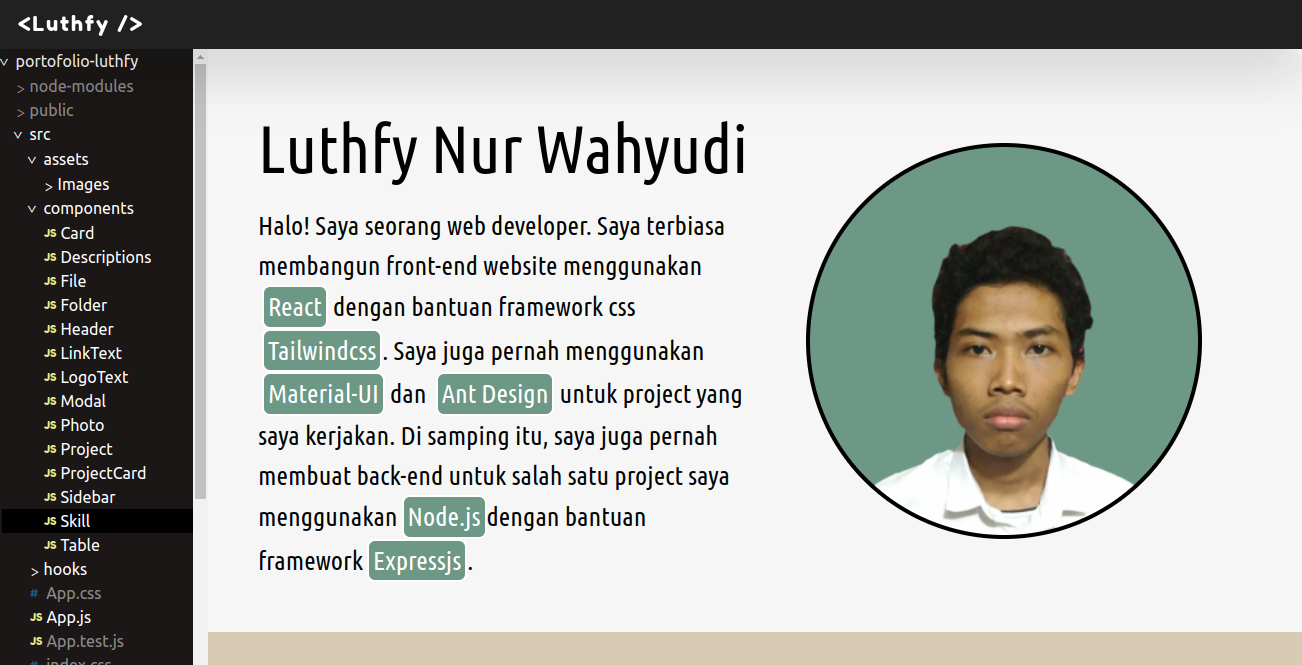 <Luthfy />
portofolio-luthfy
node-modules
public
src
assets
Images
components
JS Card
JS Descriptions
JS File
JS Folder
JS Header
JS LinkText
JS LogoText
JS Modal
JS Photo
JS Project
JS ProjectCard
JS Sidebar
JS Skill
JS Table
hooks
# App.css
JS App.js
JS App.test.js
# index.css
Luthfy Nur Wahyudi
Halo! Saya seorang web developer. Saya terbiasa
membangun front-end website menggunakan
React dengan bantuan framework css
Tailwindcss. Saya juga pernah menggunakan
Material-UI dan Ant Design untuk project yang
saya kerjakan. Di samping itu, saya juga pernah
membuat back-end untuk salah satu project saya
menggunakan Node.js dengan bantuan
framework Expressjs.